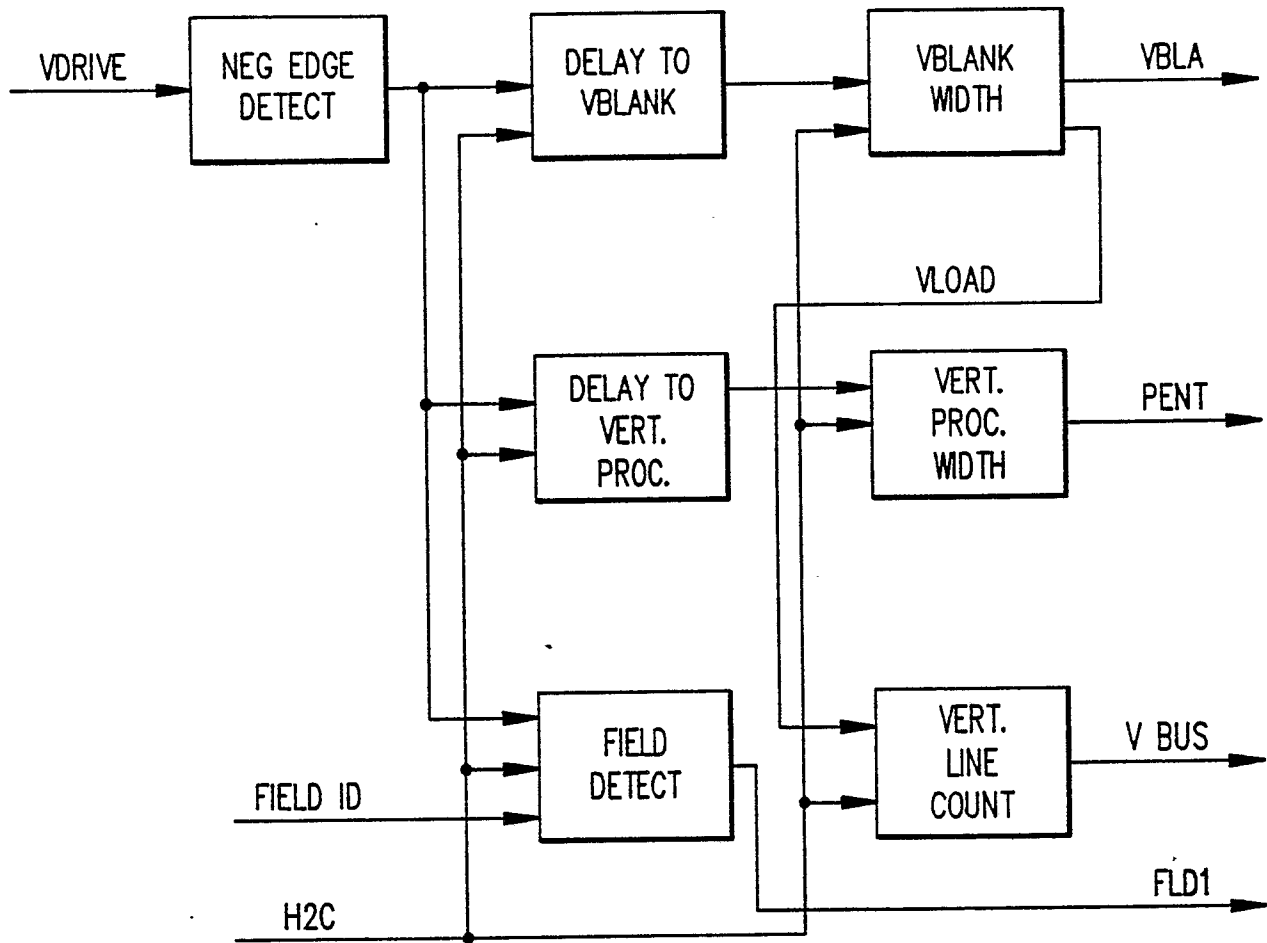 VDRIVE
NEG EDGE
DETECT
DELAY TO
VBLANK
VBLANK
WIDTH
VBLA
VLOAD
DELAY TO
VERT.
PROC.
VERT.
PROC.
WIDTH
PENT
FIELD
DETECT
VERT.
LINE
COUNT
V BUS
FIELD ID
FLD1
H2C